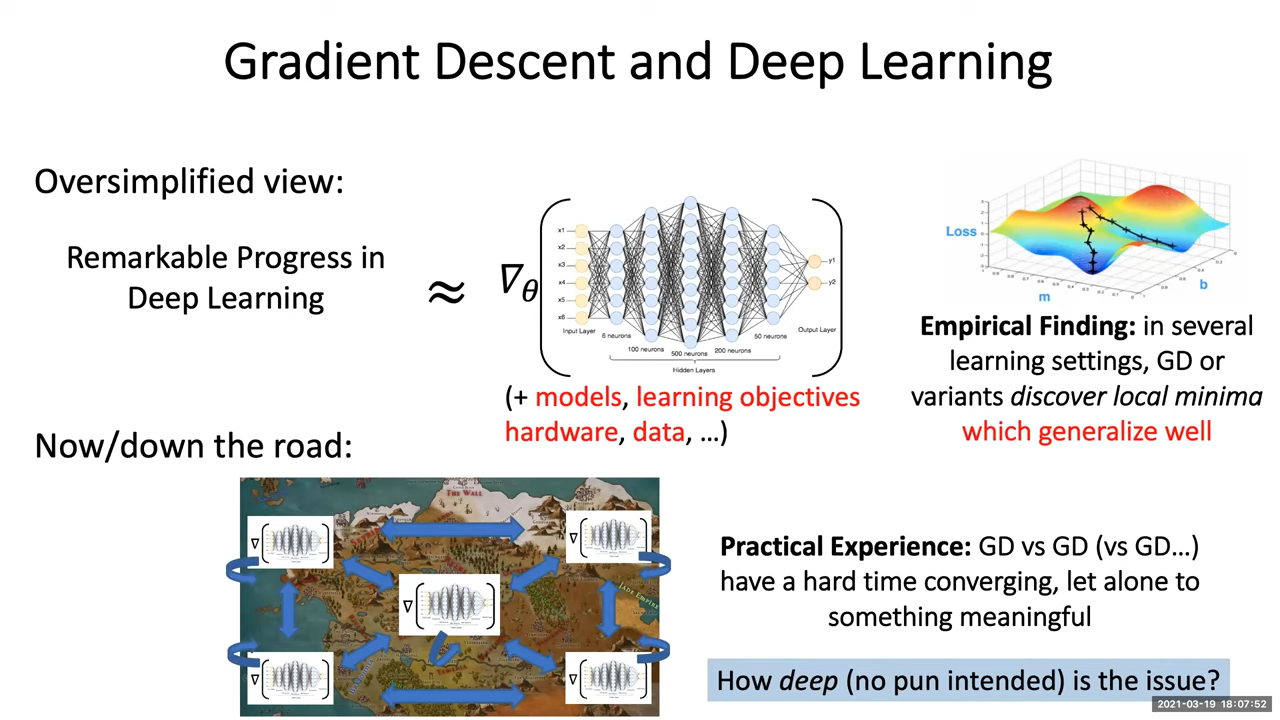 Gradient Descent and Deep Learning
Oversimplified view:
Remarkable Progress in
Deep Learning
≈
∇θ
x1
x2
x3
x4
x5
x6
y1
y2
Input Layer
6 neurons
100 neurons
500 neurons
200 neurons
50 neurons
Output Layer
Hidden Layers
(+ models, learning objectives
hardware, data, …)
Loss
m
b
Empirical Finding: in several
learning settings, GD or
variants discover local minima
which generalize well
Now/down the road:
THE WALL
JADE EMPIRE
∇
∇
∇
∇
∇
Practical Experience: GD vs GD (vs GD…)
have a hard time converging, let alone to
something meaningful
How deep (no pun intended) is the issue?
2021-03-19 18:07:52